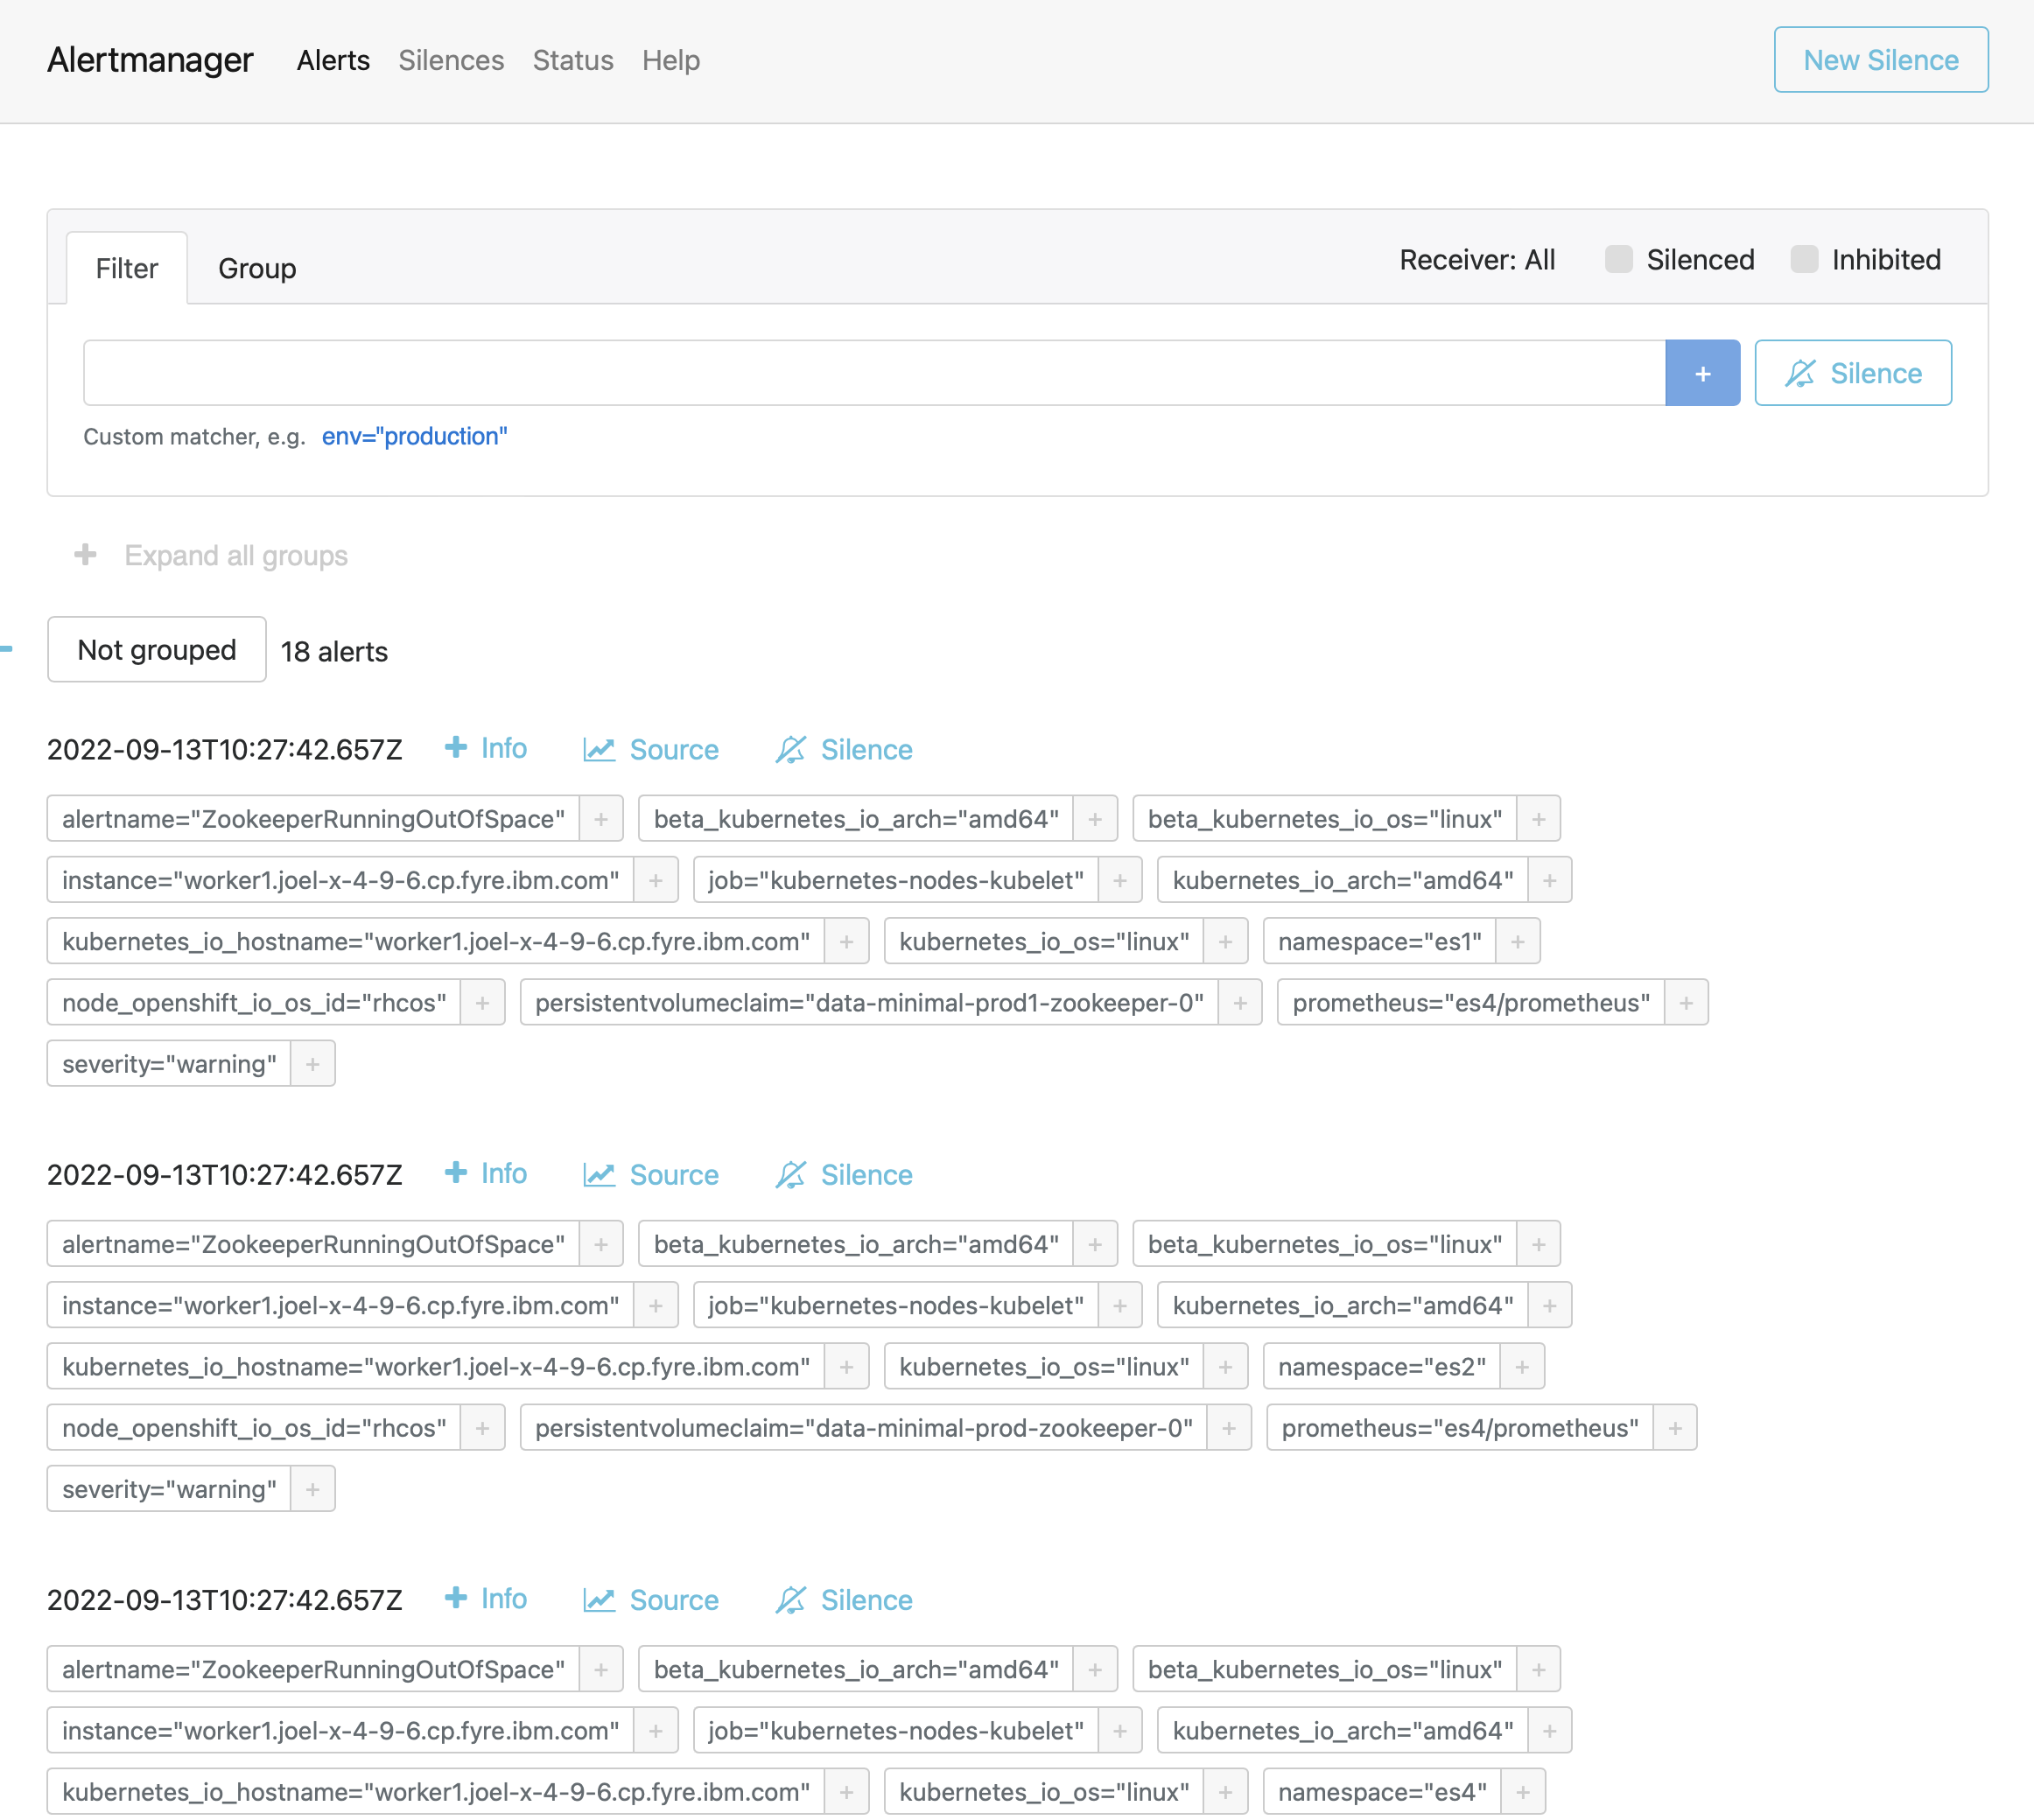 Alertmanager Alerts Silences Status Help New Silence
Filter Group Receiver: All Silenced Inhibited
+ Silence
Custom matcher, e.g. env="production"
+ Expand all groups
Not grouped 18 alerts
2022-09-13T10:27:42.657Z + Info Source Silence
alertname="ZookeeperRunningOutOfSpace" + beta_kubernetes_io_arch="amd64" + beta_kubernetes_io_os="linux" +
instance="worker1.joel-x-4-9-6.cp.fyre.ibm.com" + job="kubernetes-nodes-kubelet" + kubernetes_io_arch="amd64" +
kubernetes_io_hostname="worker1.joel-x-4-9-6.cp.fyre.ibm.com" + kubernetes_io_os="linux" + namespace="es1" +
node_openshift_io_os_id="rhcos" + persistentvolumeclaim="data-minimal-prod1-zookeeper-0" + prometheus="es4/prometheus" +
severity="warning" +
2022-09-13T10:27:42.657Z + Info Source Silence
alertname="ZookeeperRunningOutOfSpace" + beta_kubernetes_io_arch="amd64" + beta_kubernetes_io_os="linux" +
instance="worker1.joel-x-4-9-6.cp.fyre.ibm.com" + job="kubernetes-nodes-kubelet" + kubernetes_io_arch="amd64" +
kubernetes_io_hostname="worker1.joel-x-4-9-6.cp.fyre.ibm.com" + kubernetes_io_os="linux" + namespace="es2" +
node_openshift_io_os_id="rhcos" + persistentvolumeclaim="data-minimal-prod-zookeeper-0" + prometheus="es4/prometheus" +
severity="warning" +
2022-09-13T10:27:42.657Z + Info Source Silence
alertname="ZookeeperRunningOutOfSpace" + beta_kubernetes_io_arch="amd64" + beta_kubernetes_io_os="linux" +
instance="worker1.joel-x-4-9-6.cp.fyre.ibm.com" + job="kubernetes-nodes-kubelet" + kubernetes_io_arch="amd64" +
kubernetes_io_hostname="worker1.joel-x-4-9-6.cp.fyre.ibm.com" + kubernetes_io_os="linux" + namespace="es4" +